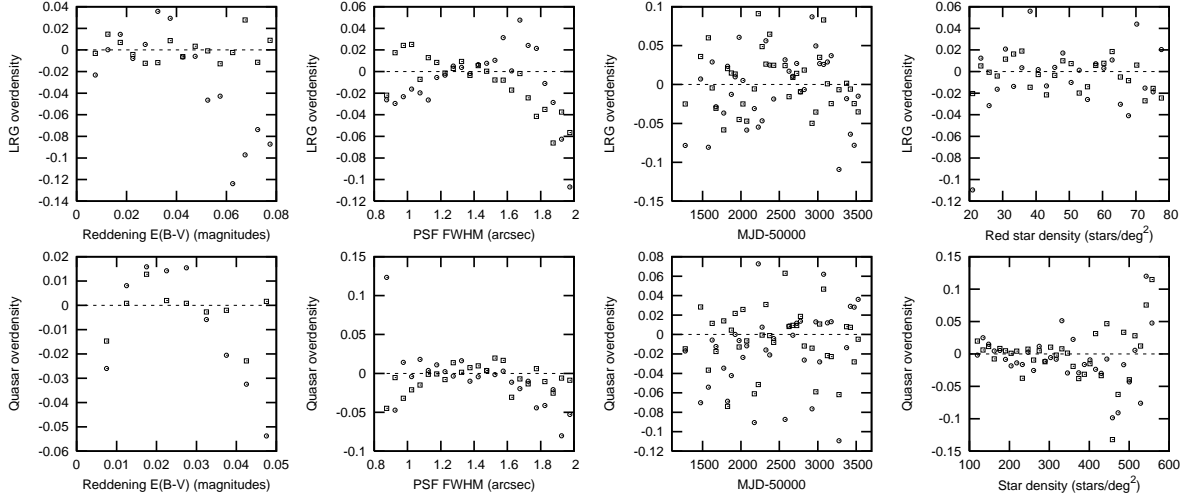 LRG overdensity
0.04
0.02
0
-0.02
-0.04
-0.06
-0.08
-0.1
-0.12
-0.14
0 0.02 0.04 0.06 0.08
Reddening E(B-V) (magnitudes)
LRG overdensity
0.06
0.04
0.02
0
-0.02
-0.04
-0.06
-0.08
-0.1
-0.12
0.8 1 1.2 1.4 1.6 1.8 2
PSF FWHM (arcsec)
LRG overdensity
0.1
0.05
0
-0.05
-0.1
-0.15
1500 2000 2500 3000 3500
MJD-50000
LRG overdensity
0.06
0.04
0.02
0
-0.02
-0.04
-0.06
-0.08
-0.1
-0.12
20 30 40 50 60 70 80
Red star density (stars/deg²)
Quasar overdensity
0.02
0.01
0
-0.01
-0.02
-0.03
-0.04
-0.05
-0.06
0 0.01 0.02 0.03 0.04 0.05
Reddening E(B-V) (magnitudes)
Quasar overdensity
0.15
0.1
0.05
0
-0.05
-0.1
0.8 1 1.2 1.4 1.6 1.8 2
PSF FWHM (arcsec)
Quasar overdensity
0.08
0.06
0.04
0.02
0
-0.02
-0.04
-0.06
-0.08
-0.1
-0.12
1500 2000 2500 3000 3500
MJD-50000
Quasar overdensity
0.15
0.1
0.05
0
-0.05
-0.1
-0.15
100 200 300 400 500 600
Star density (stars/deg²)